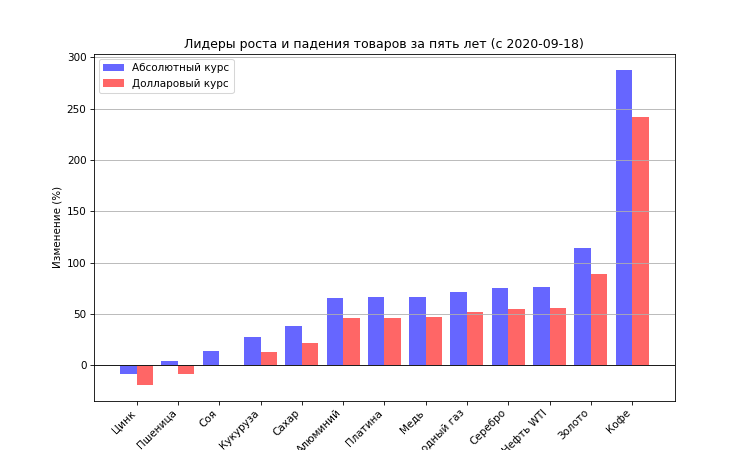 Лидеры роста и падения товаров за пять лет (с 2020-09-18)
Абсолютный курс
Долларовый курс
Изменение (%)
300
250
200
150
100
50
0
Цинк
Пшеница
Соя
Кукуруза
Сахар
Алюминий
Платина
Медь
одный газ
Серебро
Нефть WTI
Золото
Кофе